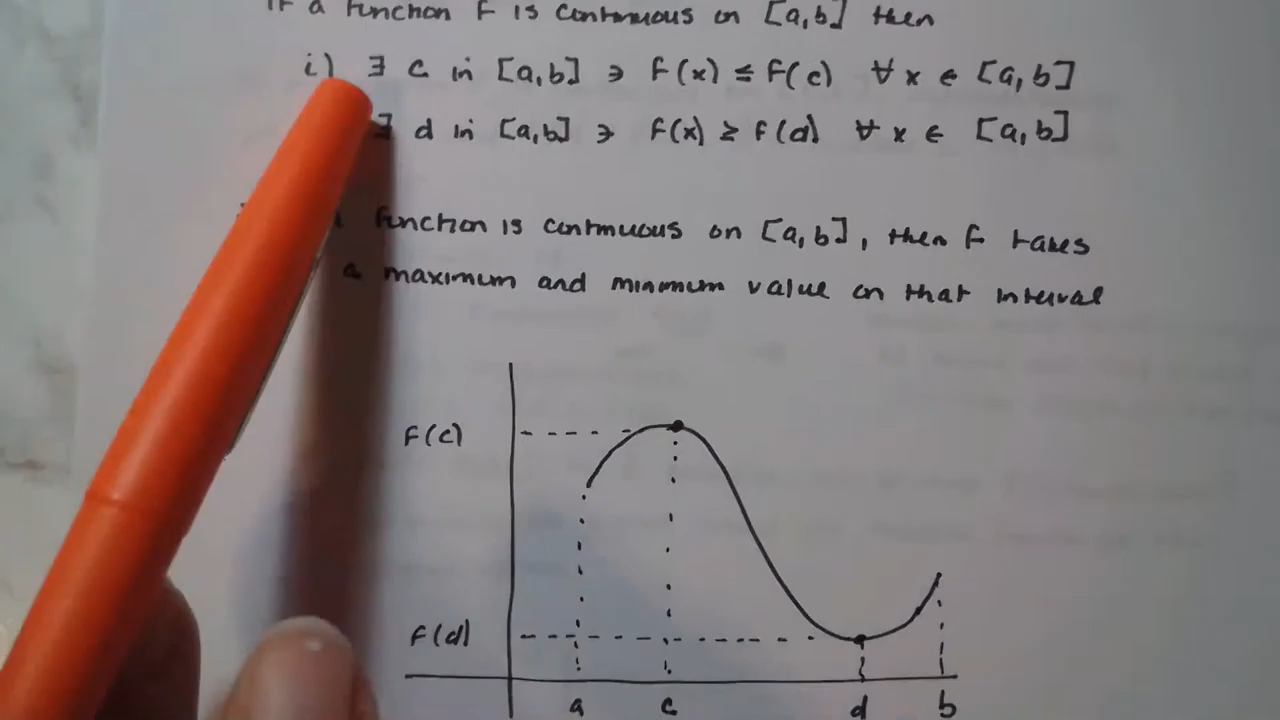 If a function F is continuous on [a,b] then
i) ∃ c in [a,b] ∋ F(x) ≤ F(c) ∀ x ∈ [a,b]
∃ d in [a,b] ∋ F(x) ≥ F(d) ∀ x ∈ [a,b]
function is continuous on [a,b], then F takes
a maximum and minimum value on that interval
F(c)
F(d)
a c d b